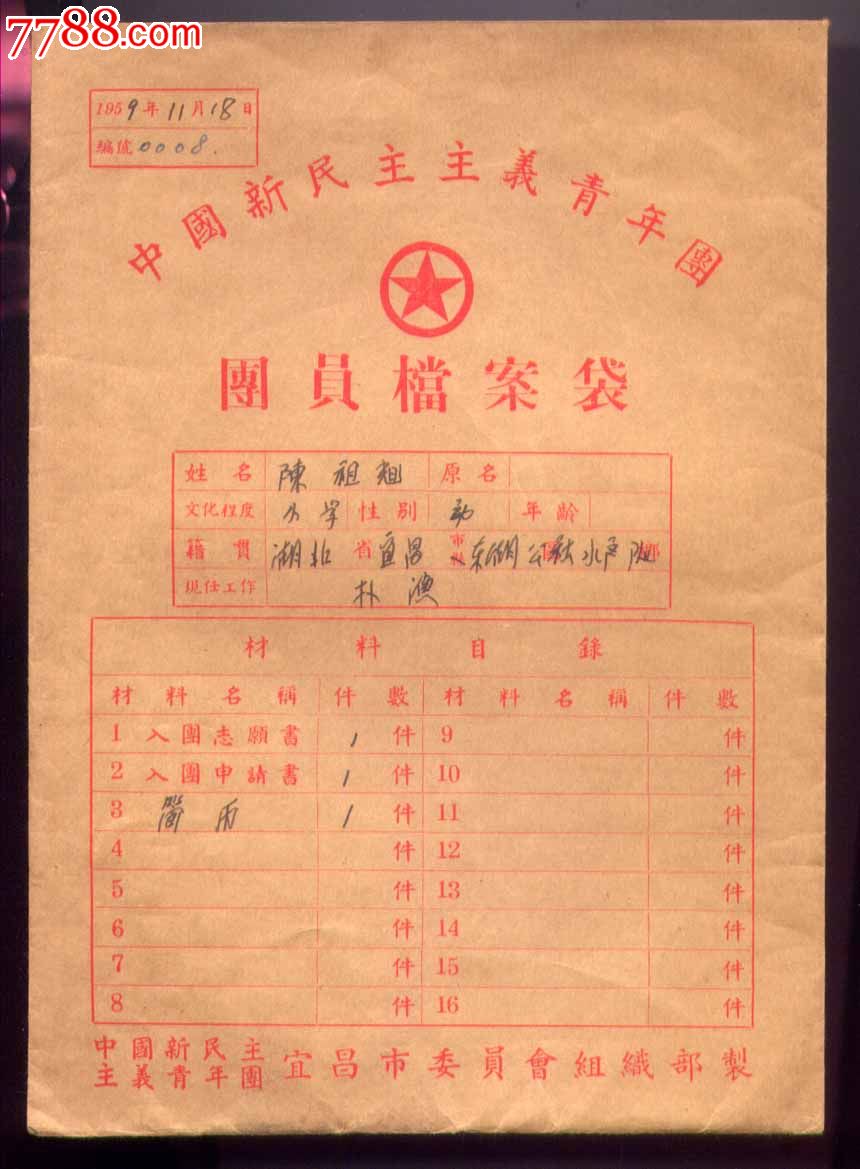 7788.com
1959年11月18日
编號0008.
中國新民主主義青年團
團員檔案袋
姓名 陳祖 原名
文化程度 小学 性别 男 年齡
籍貫 湖北省宜昌市 东湖公社水产队
现任工作 朴渔
材料目錄
材料名稱 件數 材料名稱 件數
1 入團志願書 1件 9 件
2 入團申請書 1件 10 件
3 1件 11 件
4 件 12 件
5 件 13 件
6 件 14 件
7 件 15 件
8 件 16 件
中國新民主主義青年團宜昌市委員會組織部製